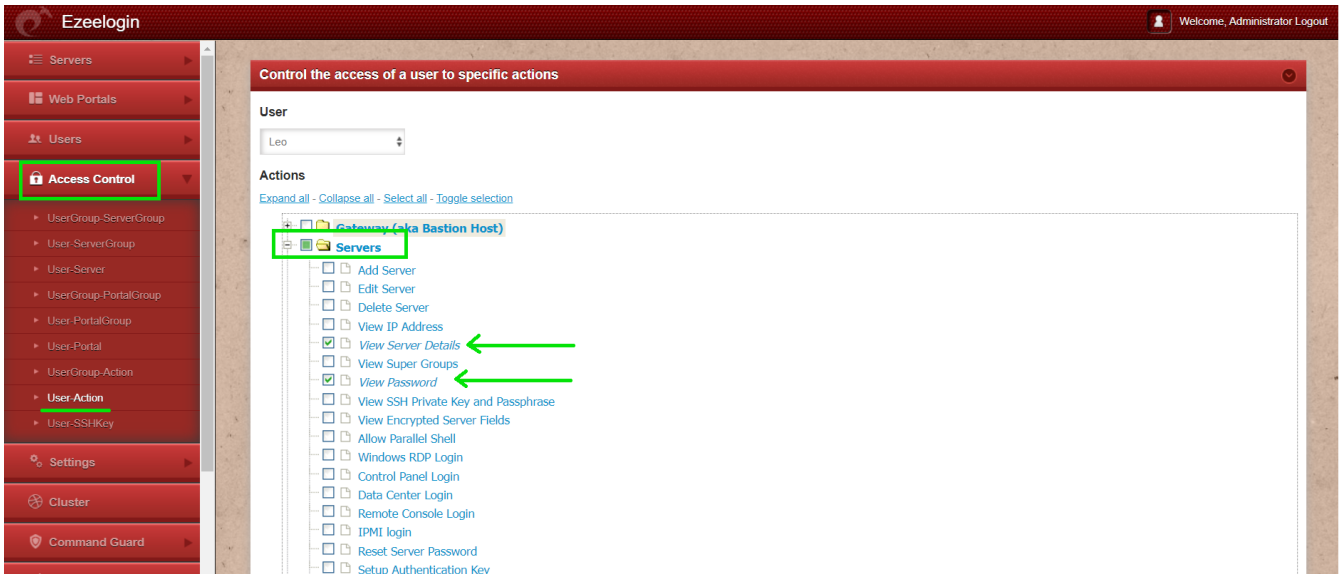 Ezeelogin
Welcome, Administrator Logout
Servers
Web Portals
Users
Access Control
UserGroup-ServerGroup
User-ServerGroup
User-Server
UserGroup-PortalGroup
User-PortalGroup
User-Portal
UserGroup-Action
User-Action
User-SSHKey
Settings
Cluster
Command Guard
Control the access of a user to specific actions
User
Leo
Actions
Expand all - Collapse all - Select all - Toggle selection
Gateway (aka Bastion Host)
Servers
Add Server
Edit Server
Delete Server
View IP Address
View Server Details
View Super Groups
View Password
View SSH Private Key and Passphrase
View Encrypted Server Fields
Allow Parallel Shell
Windows RDP Login
Control Panel Login
Data Center Login
Remote Console Login
IPMI login
Reset Server Password
Setup Authentication Key